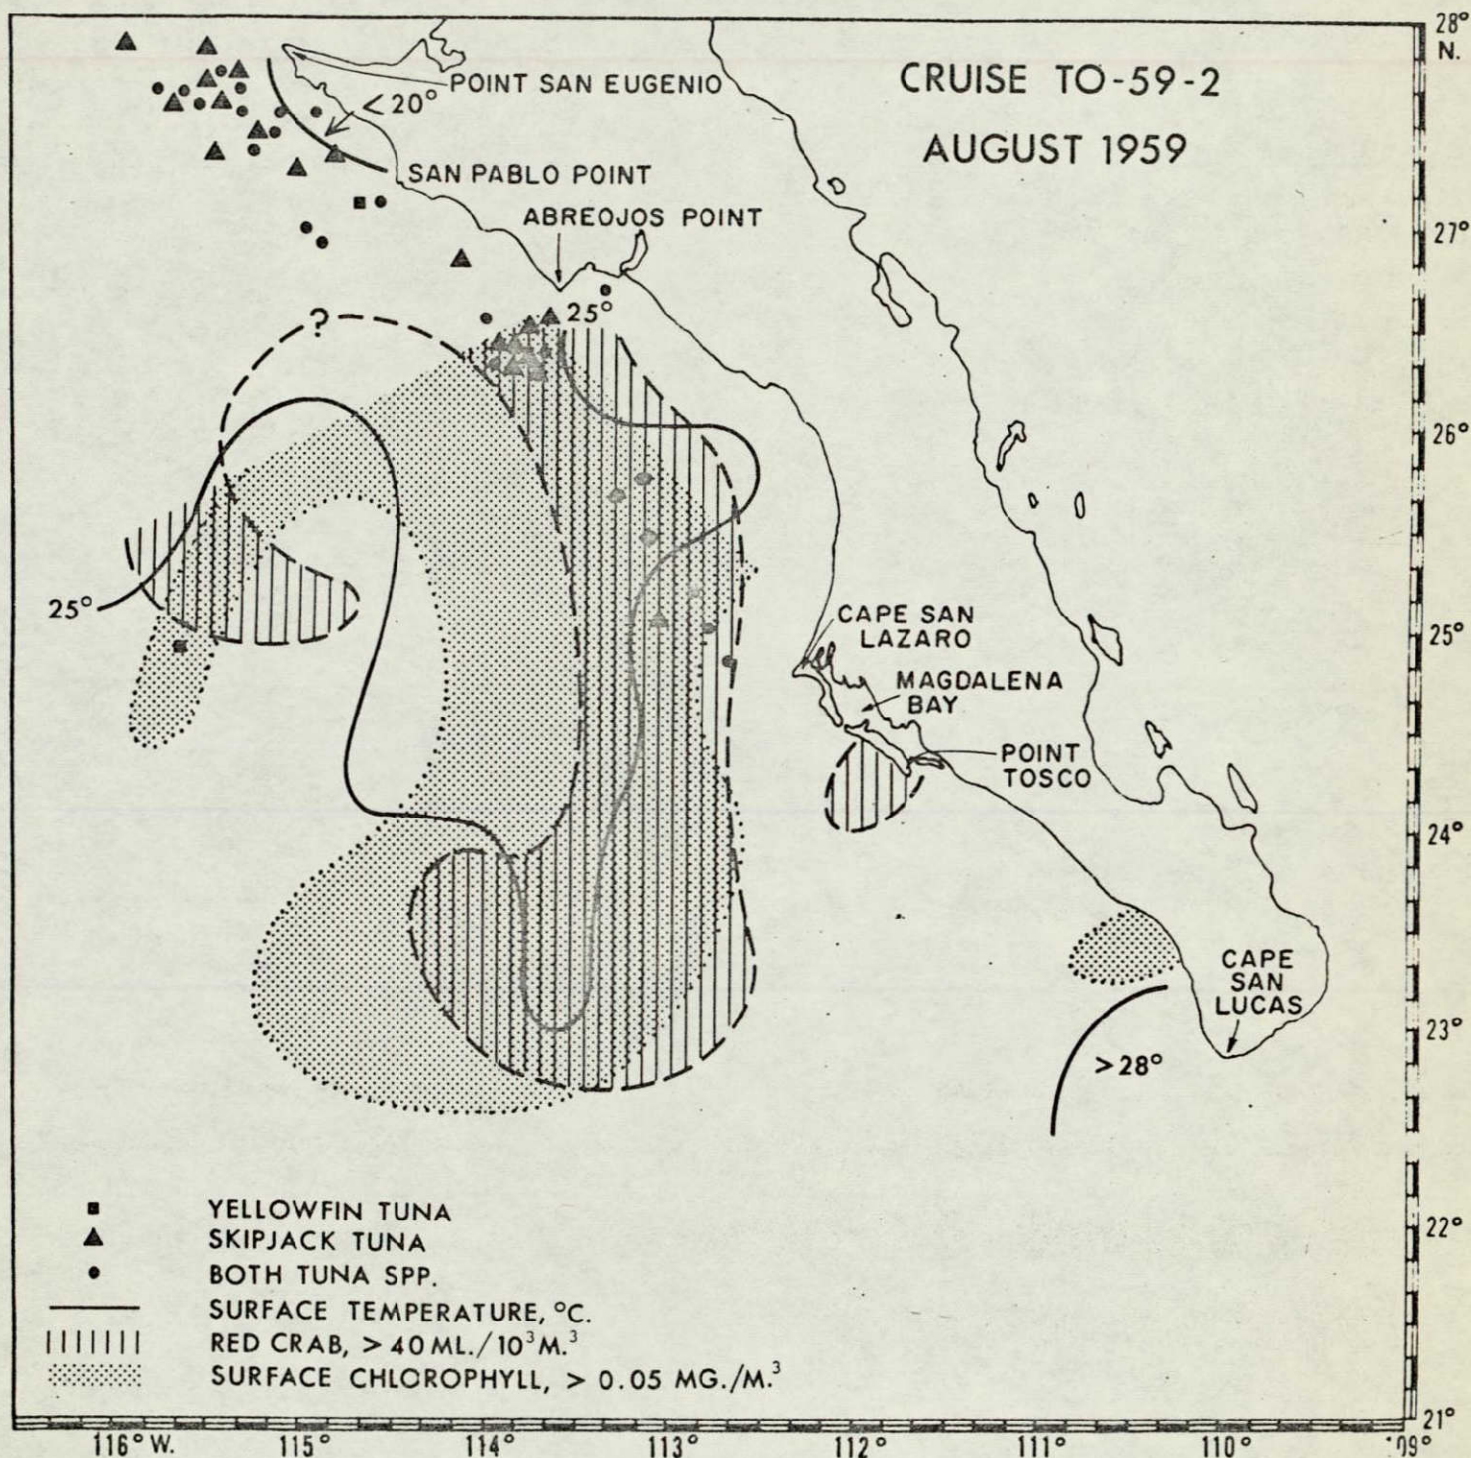 CRUISE TO-59-2
AUGUST 1959
28°
N.
POINT SAN EUGENIO
<20°
SAN PABLO POINT
ABREOJOS POINT
27°
25°
?
26°
25°
CAPE SAN
LAZARO
25°
MAGDALENA
BAY
POINT
TOSCO
24°
CAPE
SAN
LUCAS
23°
>28°
YELLOWFIN TUNA
SKIPJACK TUNA
BOTH TUNA SPP.
SURFACE TEMPERATURE, °C.
RED CRAB, > 40 ML./10³M.³
SURFACE CHLOROPHYLL, > 0.05 MG./M.³
22°
21°
116° W.
115°
114°
113°
112°
111°
110°
109°